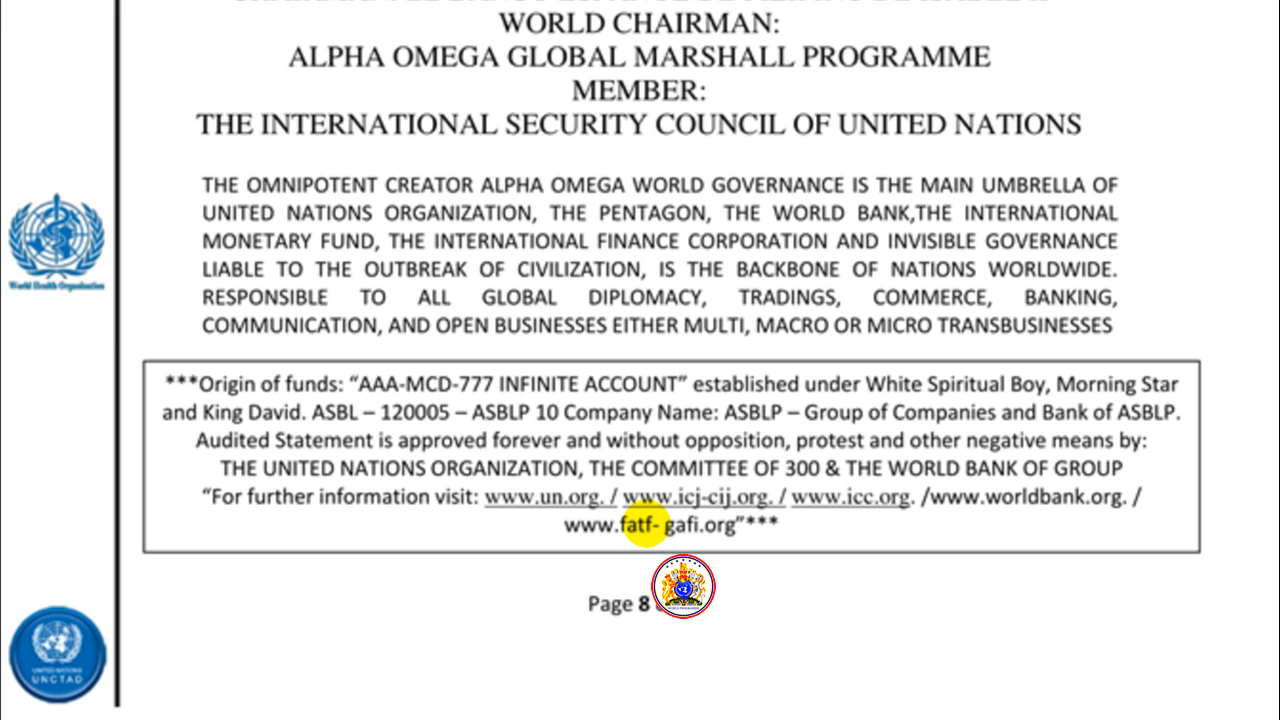 WORLD CHAIRMAN:
ALPHA OMEGA GLOBAL MARSHALL PROGRAMME
MEMBER:
THE INTERNATIONAL SECURITY COUNCIL OF UNITED NATIONS
THE OMNIPOTENT CREATOR ALPHA OMEGA WORLD GOVERNANCE IS THE MAIN UMBRELLA OF
UNITED NATIONS ORGANIZATION, THE PENTAGON, THE WORLD BANK,THE INTERNATIONAL
MONETARY FUND, THE INTERNATIONAL FINANCE CORPORATION AND INVISIBLE GOVERNANCE
LIABLE TO THE OUTBREAK OF CIVILIZATION, IS THE BACKBONE OF NATIONS WORLDWIDE.
RESPONSIBLE TO ALL GLOBAL DIPLOMACY, TRADINGS, COMMERCE, BANKING,
COMMUNICATION, AND OPEN BUSINESSES EITHER MULTI, MACRO OR MICRO TRANSBUSINESSES
World Health Organization
***Origin of funds: “AAA-MCD-777 INFINITE ACCOUNT” established under White Spiritual Boy, Morning Star
and King David. ASBL – 120005 – ASBLP 10 Company Name: ASBLP – Group of Companies and Bank of ASBLP.
Audited Statement is approved forever and without opposition, protest and other negative means by:
THE UNITED NATIONS ORGANIZATION, THE COMMITTEE OF 300 & THE WORLD BANK OF GROUP
“For further information visit: www.un.org. / www.icj-cij.org. / www.icc.org. /www.worldbank.org. /
www.fatf- gafi.org”***
Page 8
WORLD PROGRAMME
UNITED NATIONS
UNCTAD